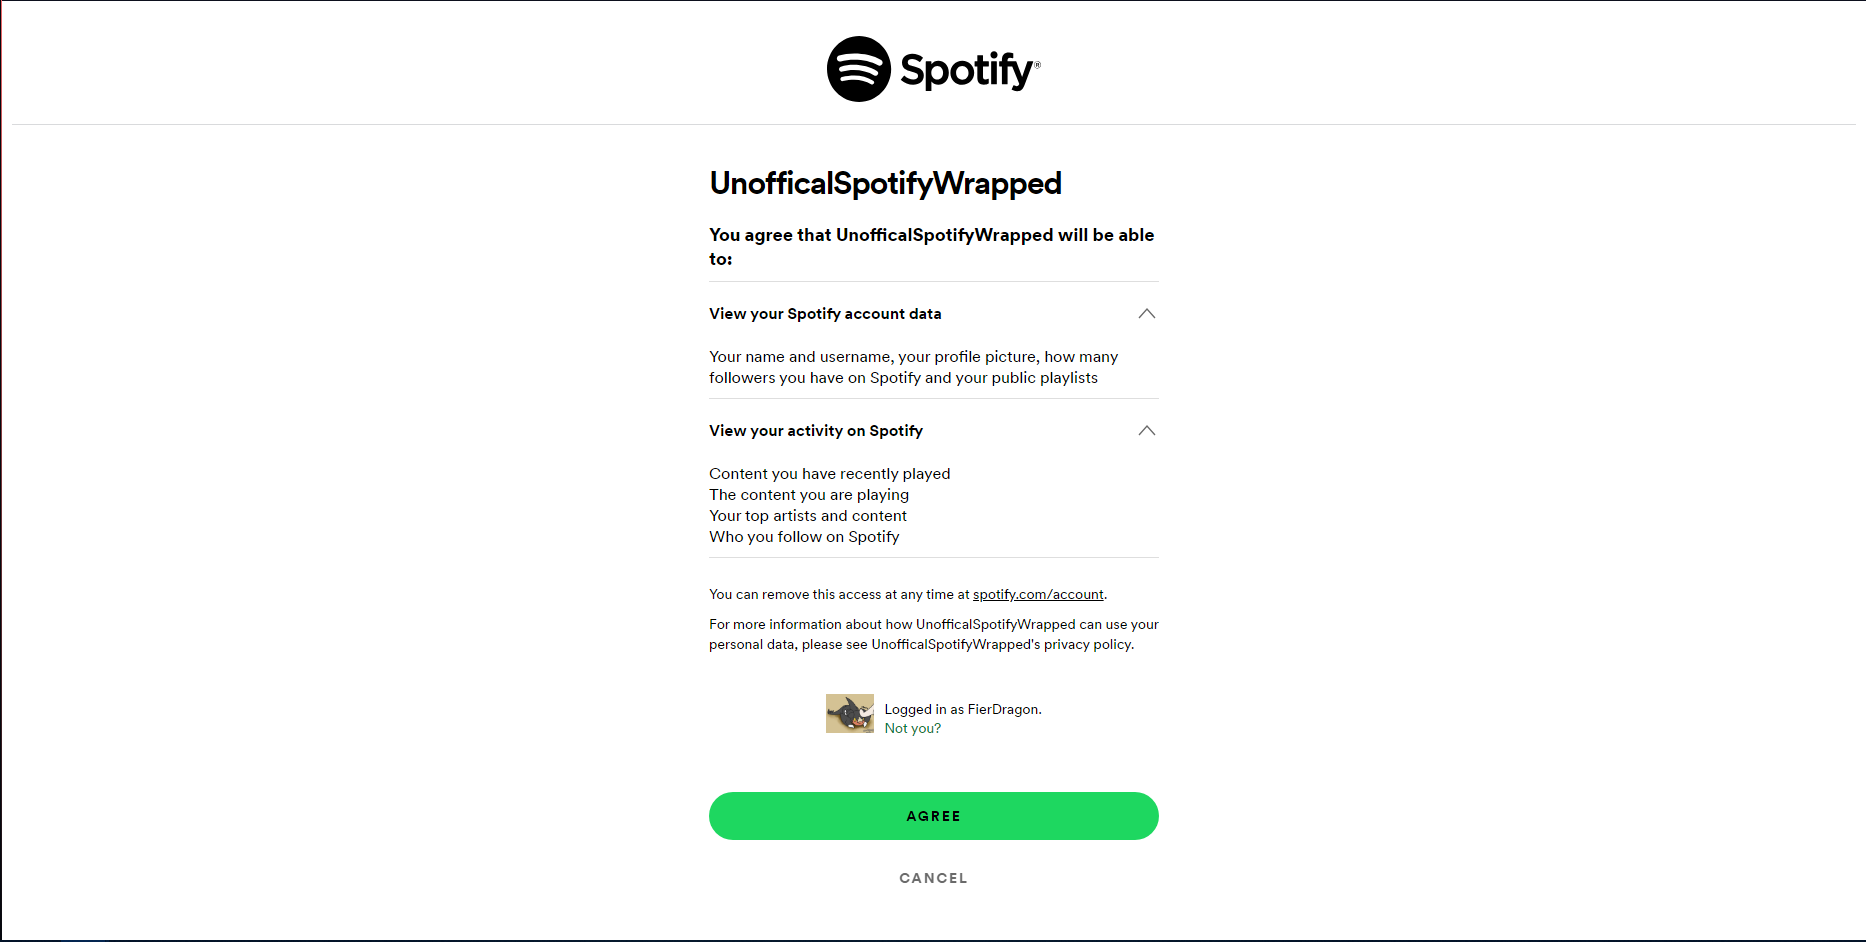 Spotify®
UnofficalSpotifyWrapped
You agree that UnofficalSpotifyWrapped will be able
to:
View your Spotify account data
Your name and username, your profile picture, how many
followers you have on Spotify and your public playlists
View your activity on Spotify
Content you have recently played
The content you are playing
Your top artists and content
Who you follow on Spotify
You can remove this access at any time at spotify.com/account.
For more information about how UnofficalSpotifyWrapped can use your
personal data, please see UnofficalSpotifyWrapped's privacy policy.
Logged in as FierDragon.
Not you?
AGREE
CANCEL